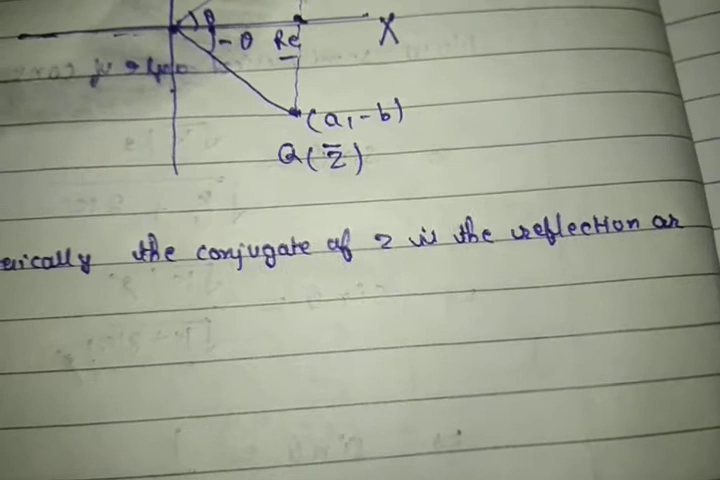 θ
-θ Re X
(a, -b)
Q(z̄)
the conjugate of z is the reflection or